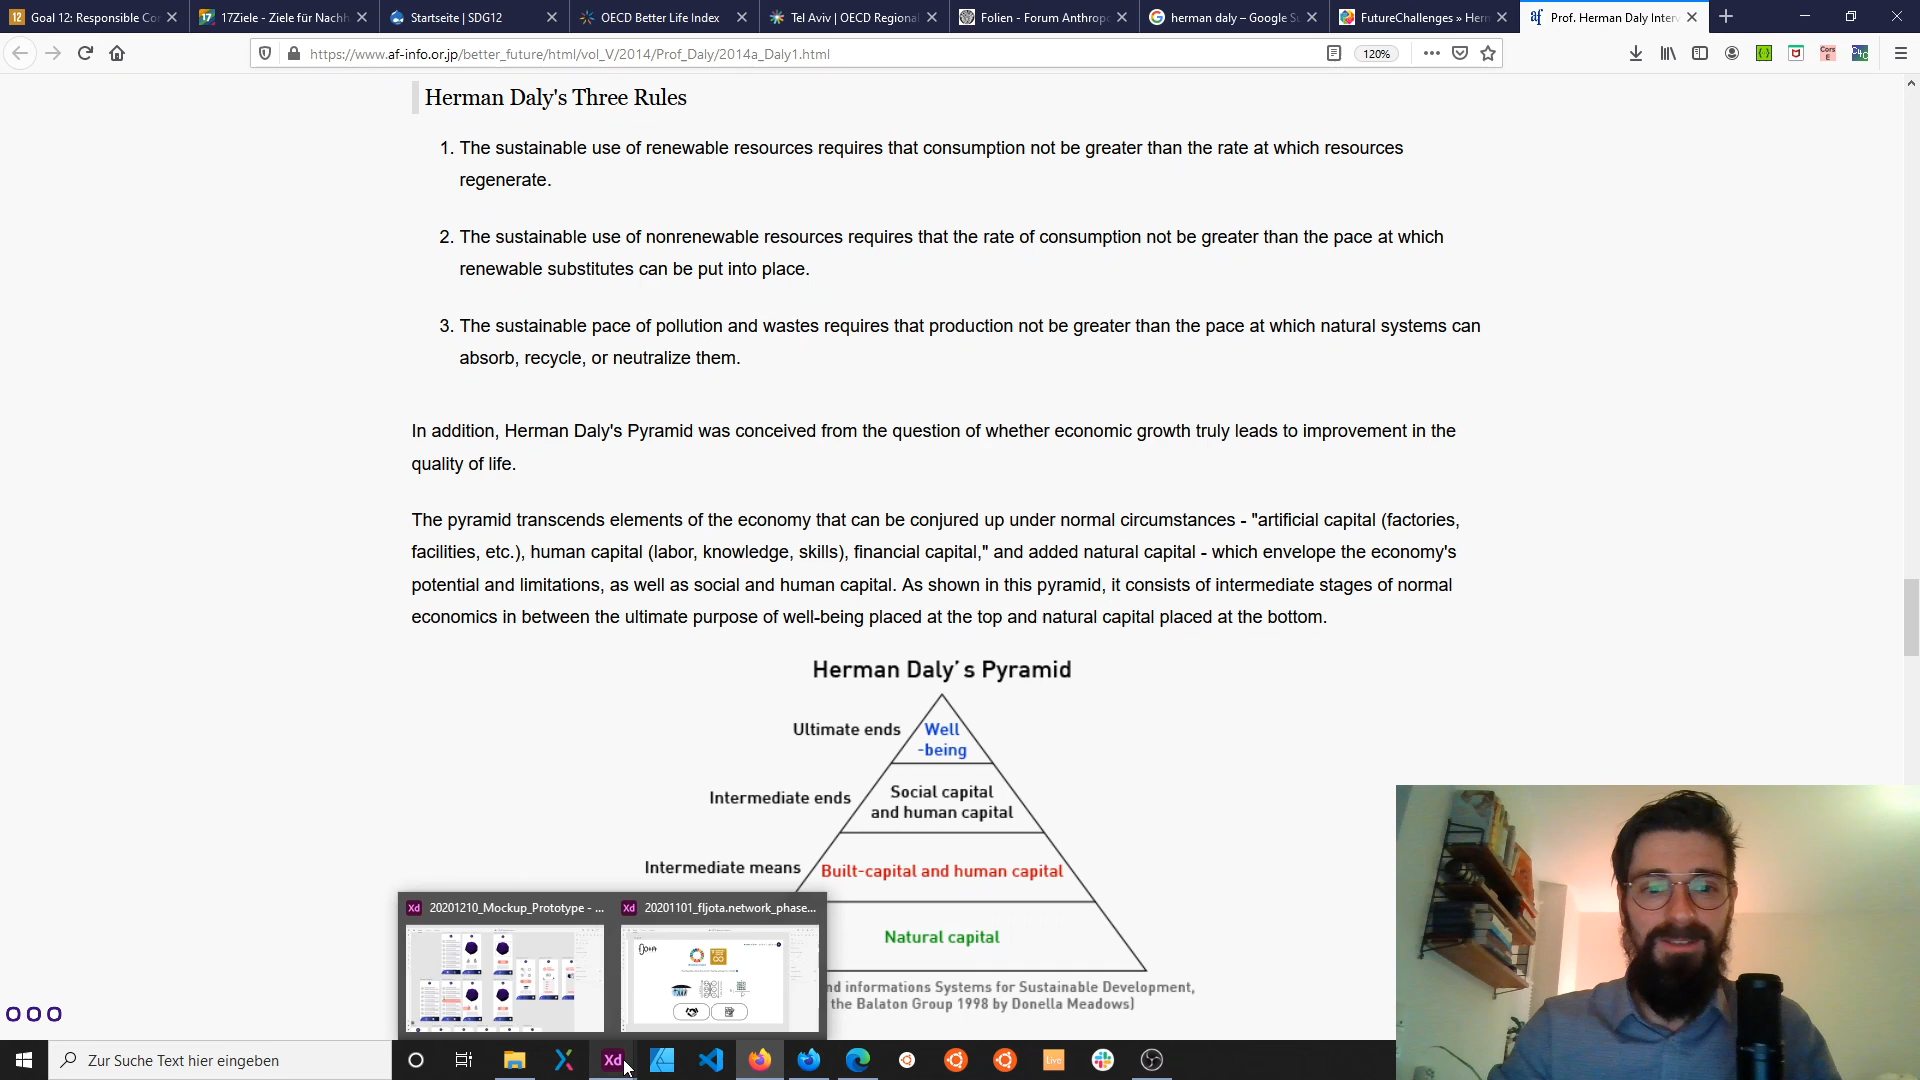 Goal 12: Responsible Co
17Ziele - Ziele für Nachh
Startseite | SDG12
OECD Better Life Index
Tel Aviv | OECD Regional
Folien - Forum Anthrop
herman daly – Google S
FutureChallenges » Her
Prof. Herman Daly Inter
https://www.af-info.or.jp/better_future/html/vol_V/2014/Prof_Daly/2014a_Daly1.html
120%
Herman Daly's Three Rules
1. The sustainable use of renewable resources requires that consumption not be greater than the rate at which resources
regenerate.
2. The sustainable use of nonrenewable resources requires that the rate of consumption not be greater than the pace at which
renewable substitutes can be put into place.
3. The sustainable pace of pollution and wastes requires that production not be greater than the pace at which natural systems can
absorb, recycle, or neutralize them.
In addition, Herman Daly's Pyramid was conceived from the question of whether economic growth truly leads to improvement in the
quality of life.
The pyramid transcends elements of the economy that can be conjured up under normal circumstances - "artificial capital (factories,
facilities, etc.), human capital (labor, knowledge, skills), financial capital," and added natural capital - which envelope the economy's
potential and limitations, as well as social and human capital. As shown in this pyramid, it consists of intermediate stages of normal
economics in between the ultimate purpose of well-being placed at the top and natural capital placed at the bottom.
Herman Daly's Pyramid
Ultimate ends
Well
-being
Intermediate ends
Social capital
and human capital
Intermediate means
Built-capital and human capital
Natural capital
nd informations Systems for Sustainable Development,
the Balaton Group 1998 by Donella Meadows)
Xd 20201210_Mockup_Prototype - ...
Xd 20201101_fljota.network_phase...
Zur Suche Text hier eingeben
Xd
Live